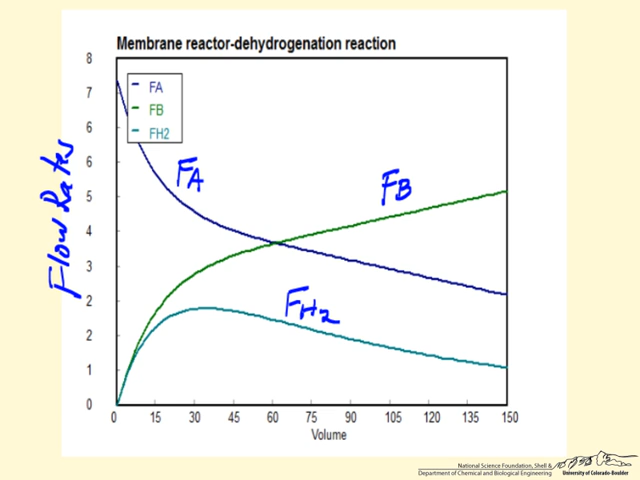 Membrane reactor-dehydrogenation reaction
8
7
6
6
5
4
3
2
2
1
0
FA
FB
FH2
Flow Rates
FA
FB
FH2
0 15 30 45 60 75 90 105 120 135 150
Volume
National Science Foundation, Shell &
Department of Chemical and Biological Engineering
University of Colorado-Boulder